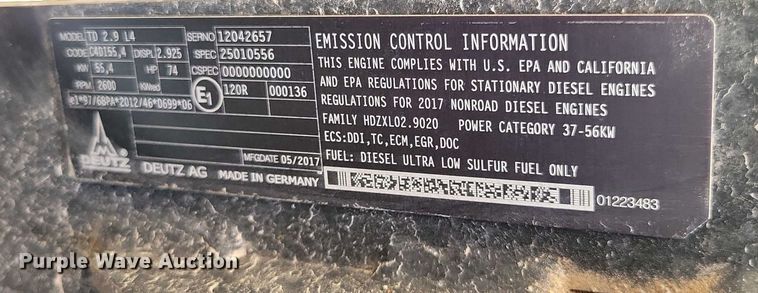 MODEL TD 2.9 L4 SERNO 12042657
CODE C4D155,4 DISPL 2.925 SPEC 25010556
KW 55,4 HP 74 CSPEC 0000000000
RPM 2600 KWred E1 120R 000136
e1*97/68PA*2012/46*0699*06
DEUTZ DEUTZ AG MFGDATE 05/2017
MADE IN GERMANY
EMISSION CONTROL INFORMATION
THIS ENGINE COMPLIES WITH U.S. EPA AND CALIFORNIA
AND EPA REGULATIONS FOR STATIONARY DIESEL ENGINES
REGULATIONS FOR 2017 NONROAD DIESEL ENGINES
FAMILY HDZXL02.9020 POWER CATEGORY 37-56KW
ECS:DDI,TC,ECM,EGR,DOC
FUEL: DIESEL ULTRA LOW SULFUR FUEL ONLY
01223483
Purple Wave Auction